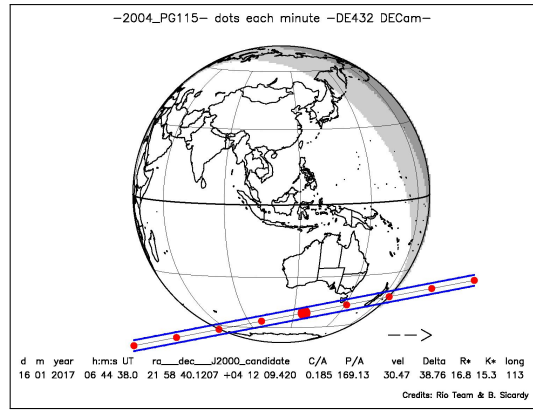 -2004_PG115- dots each minute -DE432 DECam-
d m year h:m:s UT ra___dec___J2000_candidate C/A P/A vel Delta R* K* long
16 01 2017 06 44 38.0 21 58 40.1207 +04 12 09.420 0.185 169.13 30.47 38.76 16.8 15.3 113
Credits: Rio Team & B. Sicardy